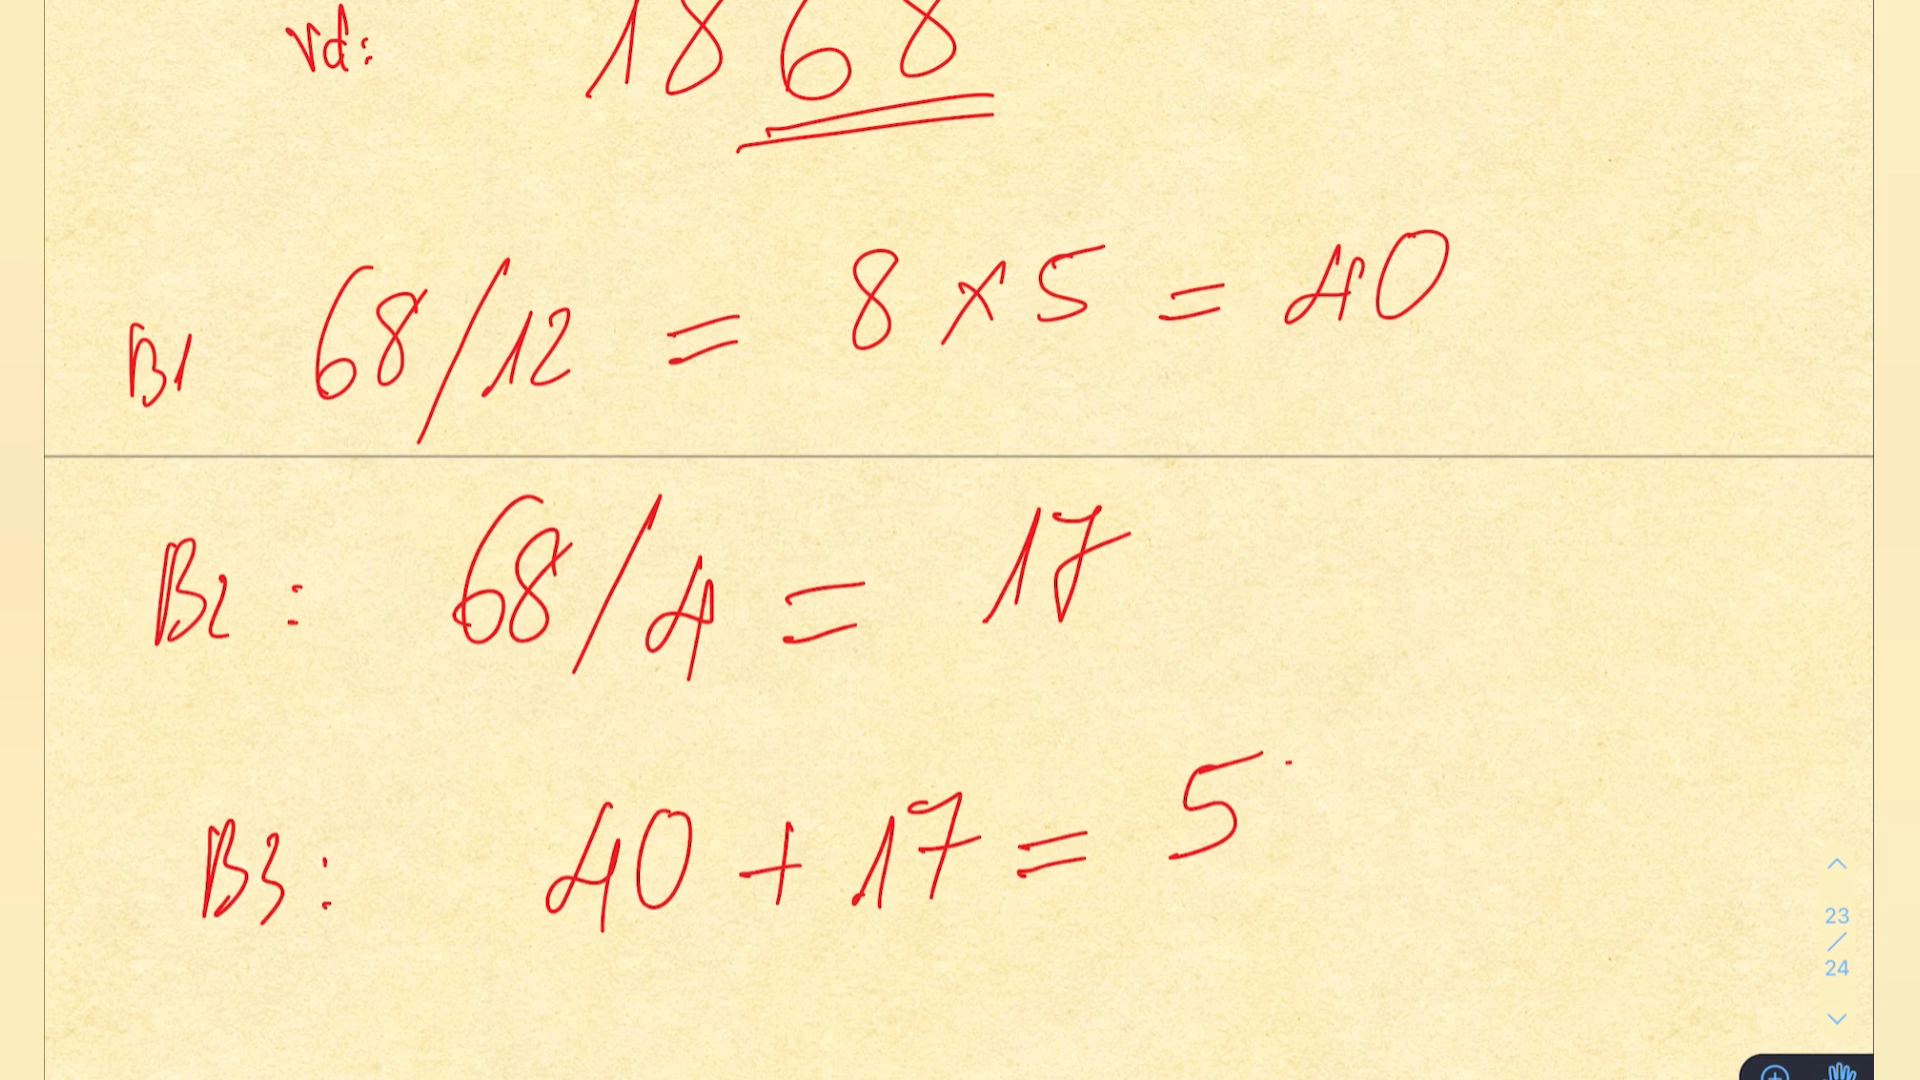 Vd: 1868
B1 68/12 = 8 x 5 = 40
B2: 68/4 = 17
B3: 40 + 17 = 5
23
/
24